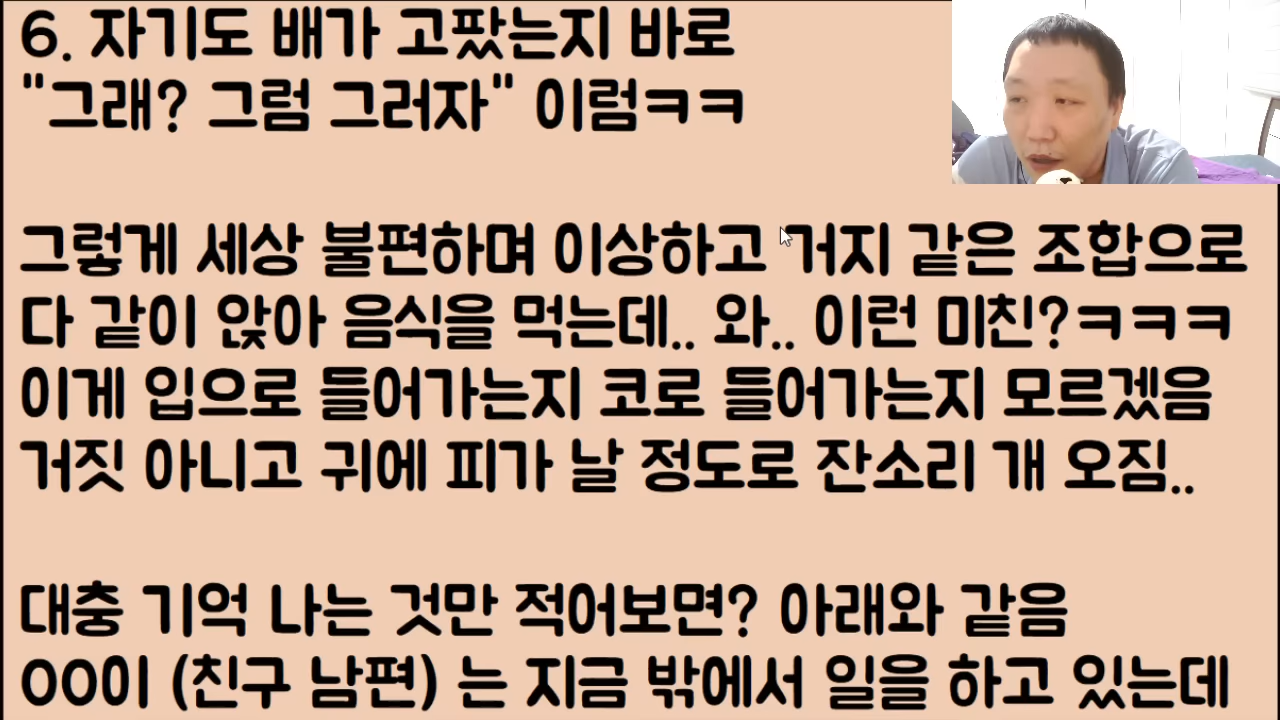 6. 자기도 배가 고팠는지 바로
"그래? 그럼 그러자" 이럼ㅋㅋ
그렇게 세상 불편하며 이상하고 거지 같은 조합으로
다 같이 앉아 음식을 먹는데.. 와.. 이런 미친?ㅋㅋㅋ
이게 입으로 들어가는지 코로 들어가는지 모르겠음
거짓 아니고 귀에 피가 날 정도로 잔소리 개 오짐..
대충 기억 나는 것만 적어보면? 아래와 같음
OO이 (친구 남편) 는 지금 밖에서 일을 하고 있는데